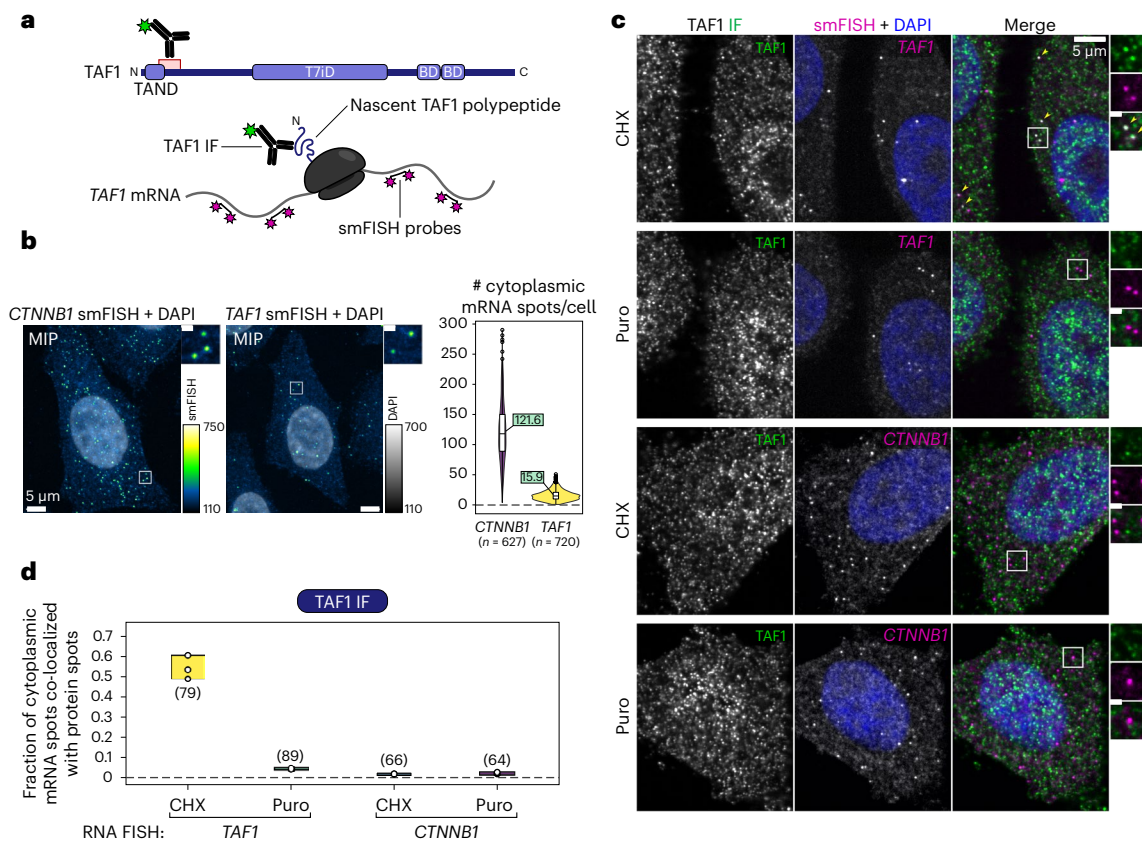 a
TAF1 N T7iD BD BD C
TAND
Nascent TAF1 polypeptide
N
TAF1 IF
TAF1 mRNA
smFISH probes
b
CTNNB1 smFISH + DAPI
TAF1 smFISH + DAPI
MIP
MIP
5 µm
smFISH
750
110
DAPI
700
110
# cytoplasmic
mRNA spots/cell
300
250
200
150
100
50
0
121.6
15.9
CTNNB1 TAF1
(n = 627) (n = 720)
c
TAF1 IF smFISH + DAPI Merge
CHX
TAF1 TAF1 5 µm
Puro
TAF1 TAF1
CHX
TAF1 CTNNB1
Puro
TAF1 CTNNB1
d
TAF1 IF
Fraction of cytoplasmic
mRNA spots co-localized
with protein spots
0.7
0.6
0.5
0.4
0.3
0.2
0.1
0
(79)
(89)
(66)
(64)
CHX Puro CHX Puro
RNA FISH: TAF1 CTNNB1